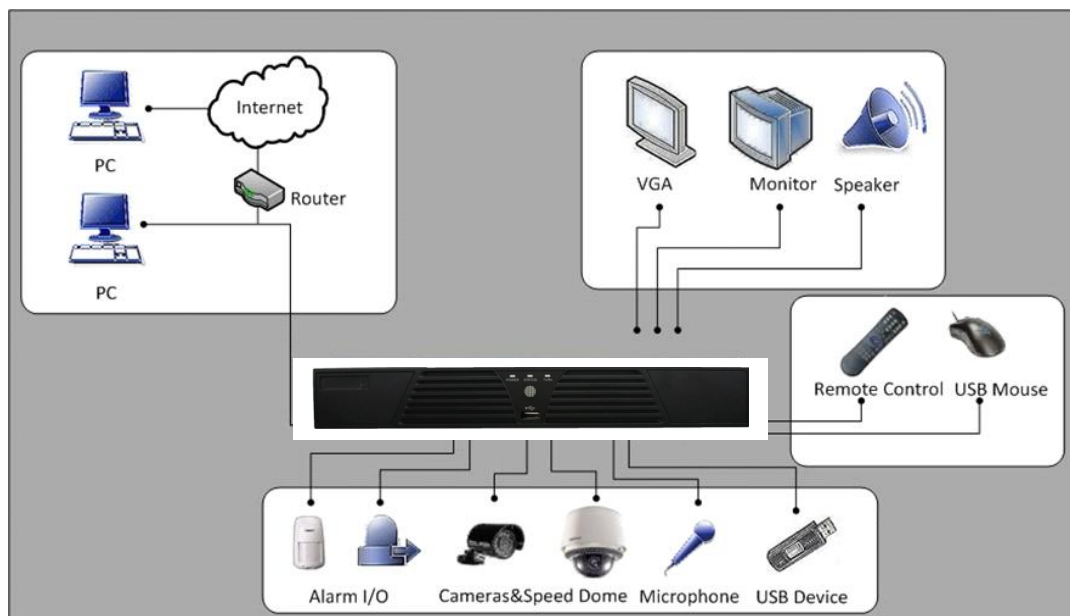 PC
Internet
Router
PC
VGA
Monitor
Speaker
Remote Control
USB Mouse
Alarm I/O
Cameras&Speed Dome
Microphone
USB Device